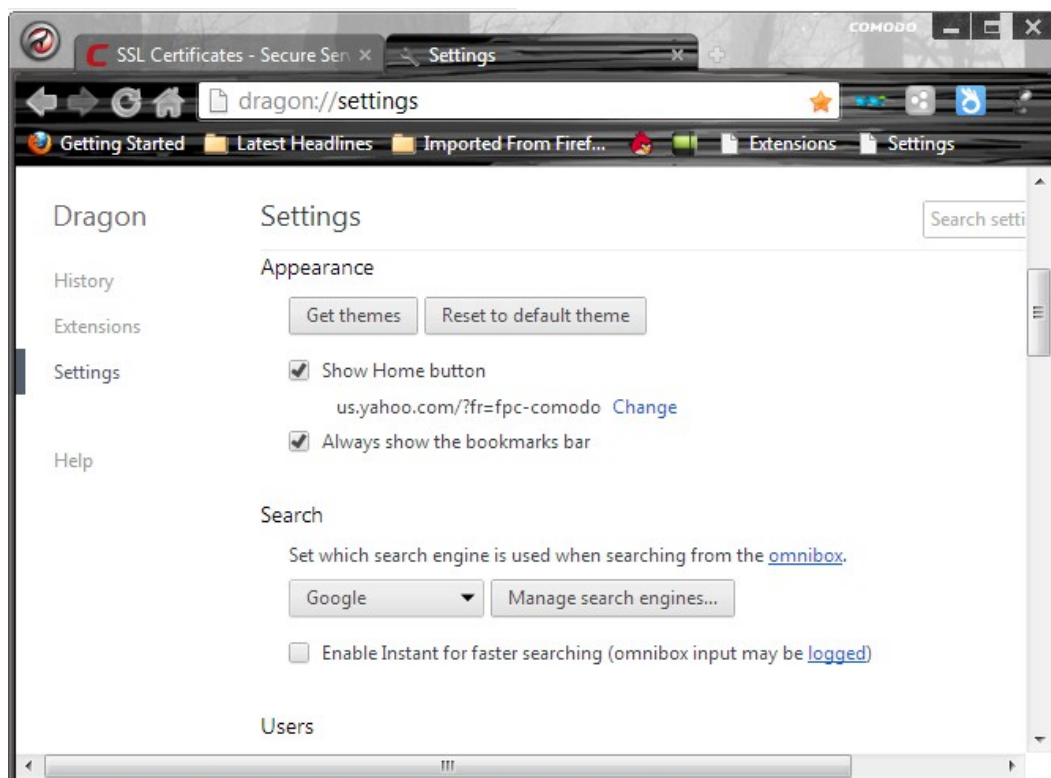 COMODO
SSL Certificates - Secure Ser
Settings
dragon://settings
Getting Started
Latest Headlines
Imported From Firef...
Extensions
Settings
Dragon
Settings
Search setti
History
Extensions
Settings
Help
Appearance
Get themes
Reset to default theme
Show Home button
us.yahoo.com/?fr=fpc-comodo Change
Always show the bookmarks bar
Search
Set which search engine is used when searching from the omnibox.
Google
Manage search engines...
Enable Instant for faster searching (omnibox input may be logged)
Users